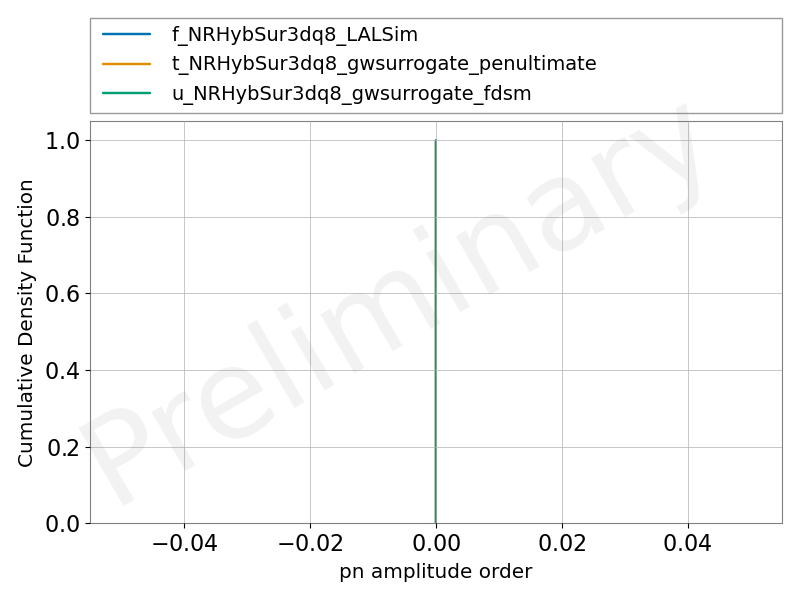 f_NRHybSur3dq8_LALSim
t_NRHybSur3dq8_gwsurrogate_penultimate
u_NRHybSur3dq8_gwsurrogate_fdsm
Preliminary
1.0
0.8
0.6
0.4
0.2
0.0
Cumulative Density Function
−0.04 −0.02 0.00 0.02 0.04
pn amplitude order